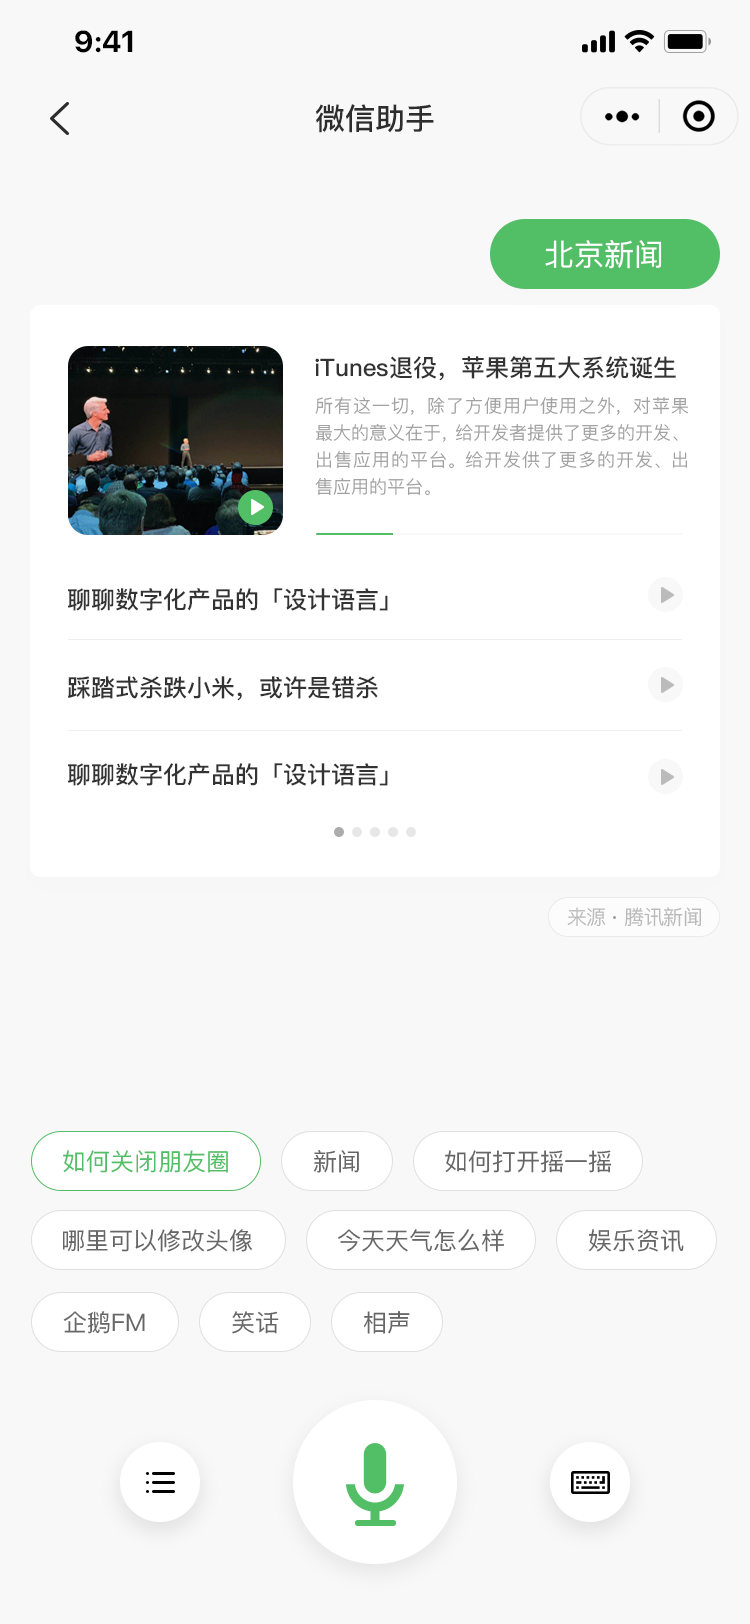 9:41
微信助手
北京新闻
iTunes退役，苹果第五大系统诞生
所有这一切，除了方便用户使用之外，对苹果
最大的意义在于，给开发者提供了更多的开发、
出售应用的平台。给开发供了更多的开发、出
售应用的平台。
聊聊数字化产品的「设计语言」
踩踏式杀跌小米，或许是错杀
聊聊数字化产品的「设计语言」
来源·腾讯新闻
如何关闭朋友圈 新闻 如何打开摇一摇
哪里可以修改头像 今天天气怎么样 娱乐资讯
企鹅FM 笑话 相声